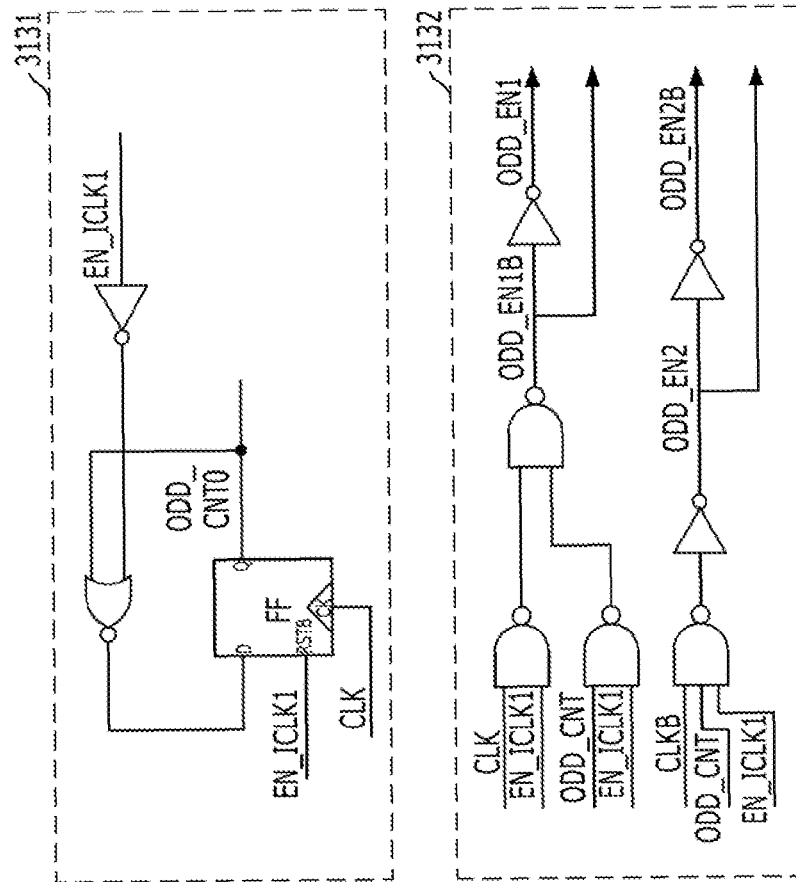 3131
EN_ICLK1
ODD_
CNT0
Q
D
FF
RSTB
CK
EN_ICLK1
CLK
3132
ODD_EN1
ODD_EN1B
CLK
EN_ICLK1
ODD_CNT
EN_ICLK1
ODD_EN2B
ODD_EN2
CLKB
ODD_CNT
EN_ICLK1